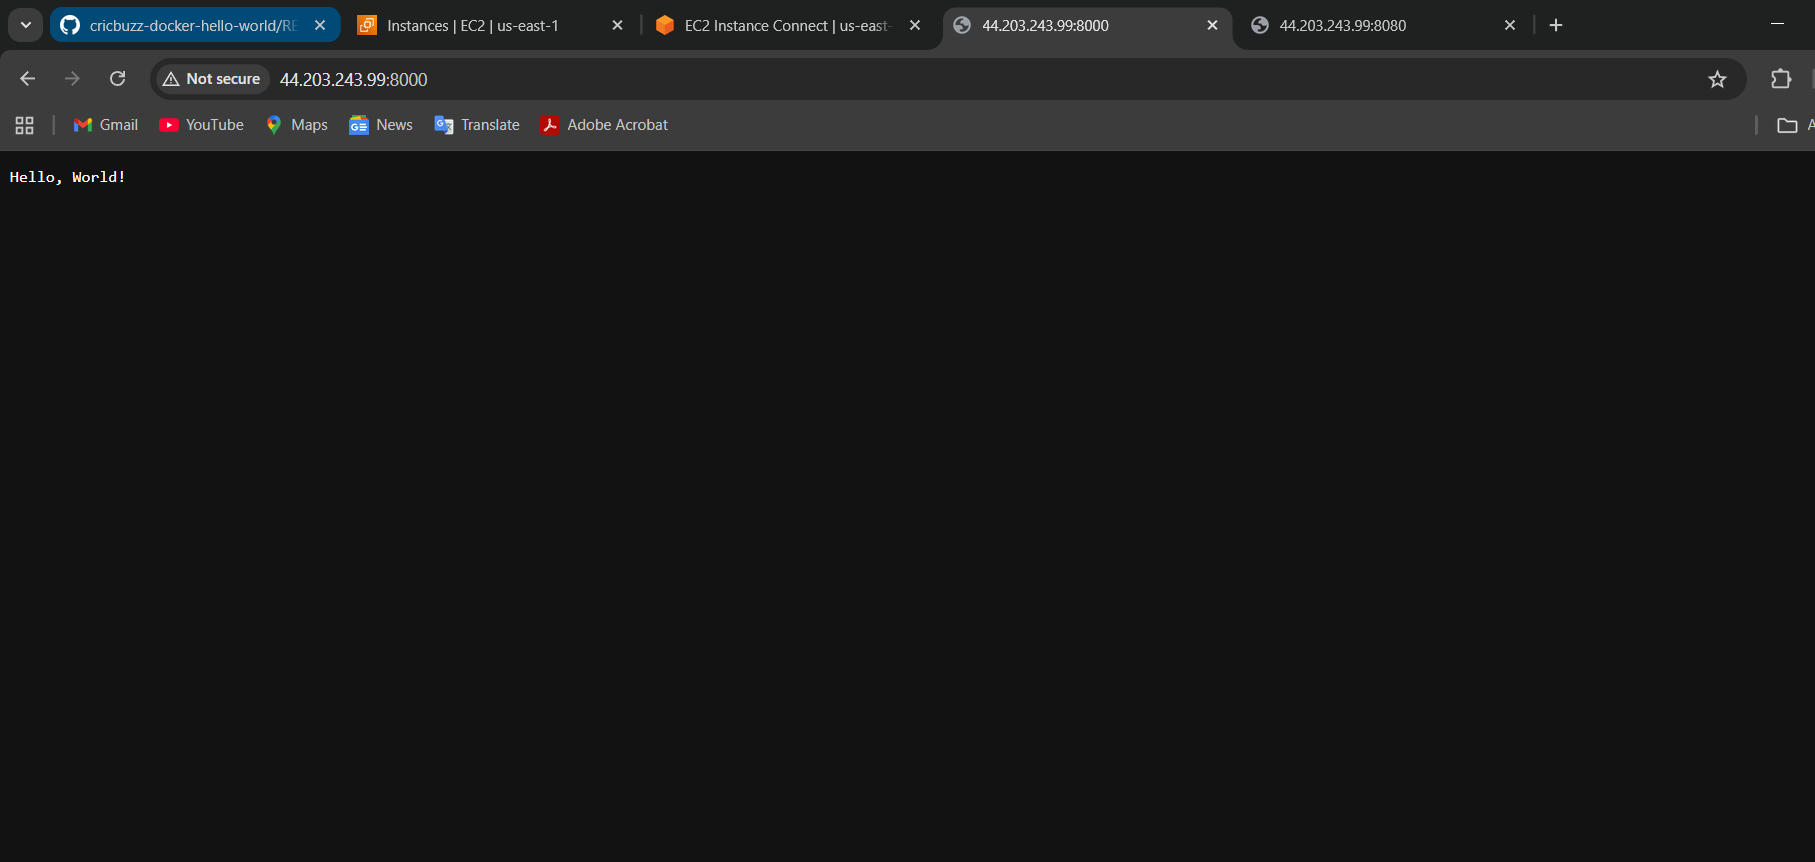 cricbuzz-docker-hello-world/RE
Instances | EC2 | us-east-1
EC2 Instance Connect | us-east-
44.203.243.99:8000
44.203.243.99:8080
Not secure
44.203.243.99:8000
Gmail
YouTube
Maps
News
Translate
Adobe Acrobat
A
Hello, World!